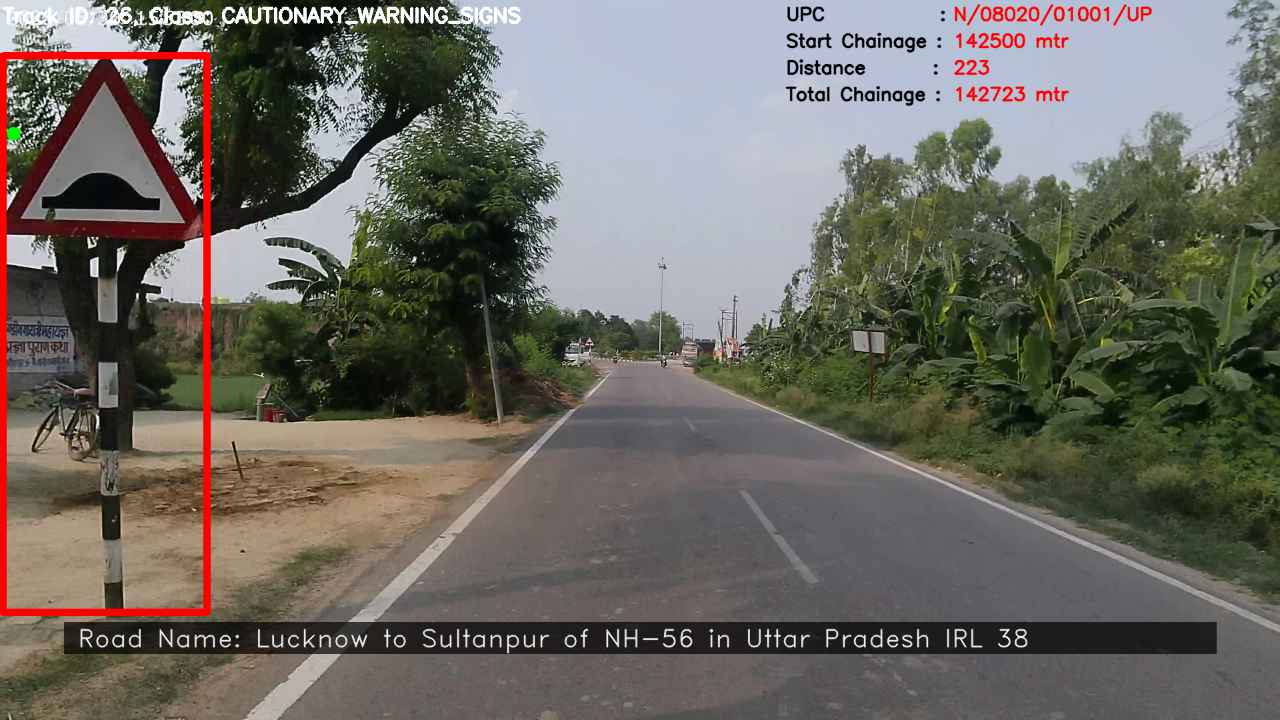 Track ID: 26, Class: CAUTIONARY_WARNING_SIGNS
UPC : N/08020/01001/UP
Start Chainage : 142500 mtr
Distance : 223
Total Chainage : 142723 mtr
Road Name: Lucknow to Sultanpur of NH-56 in Uttar Pradesh IRL 38